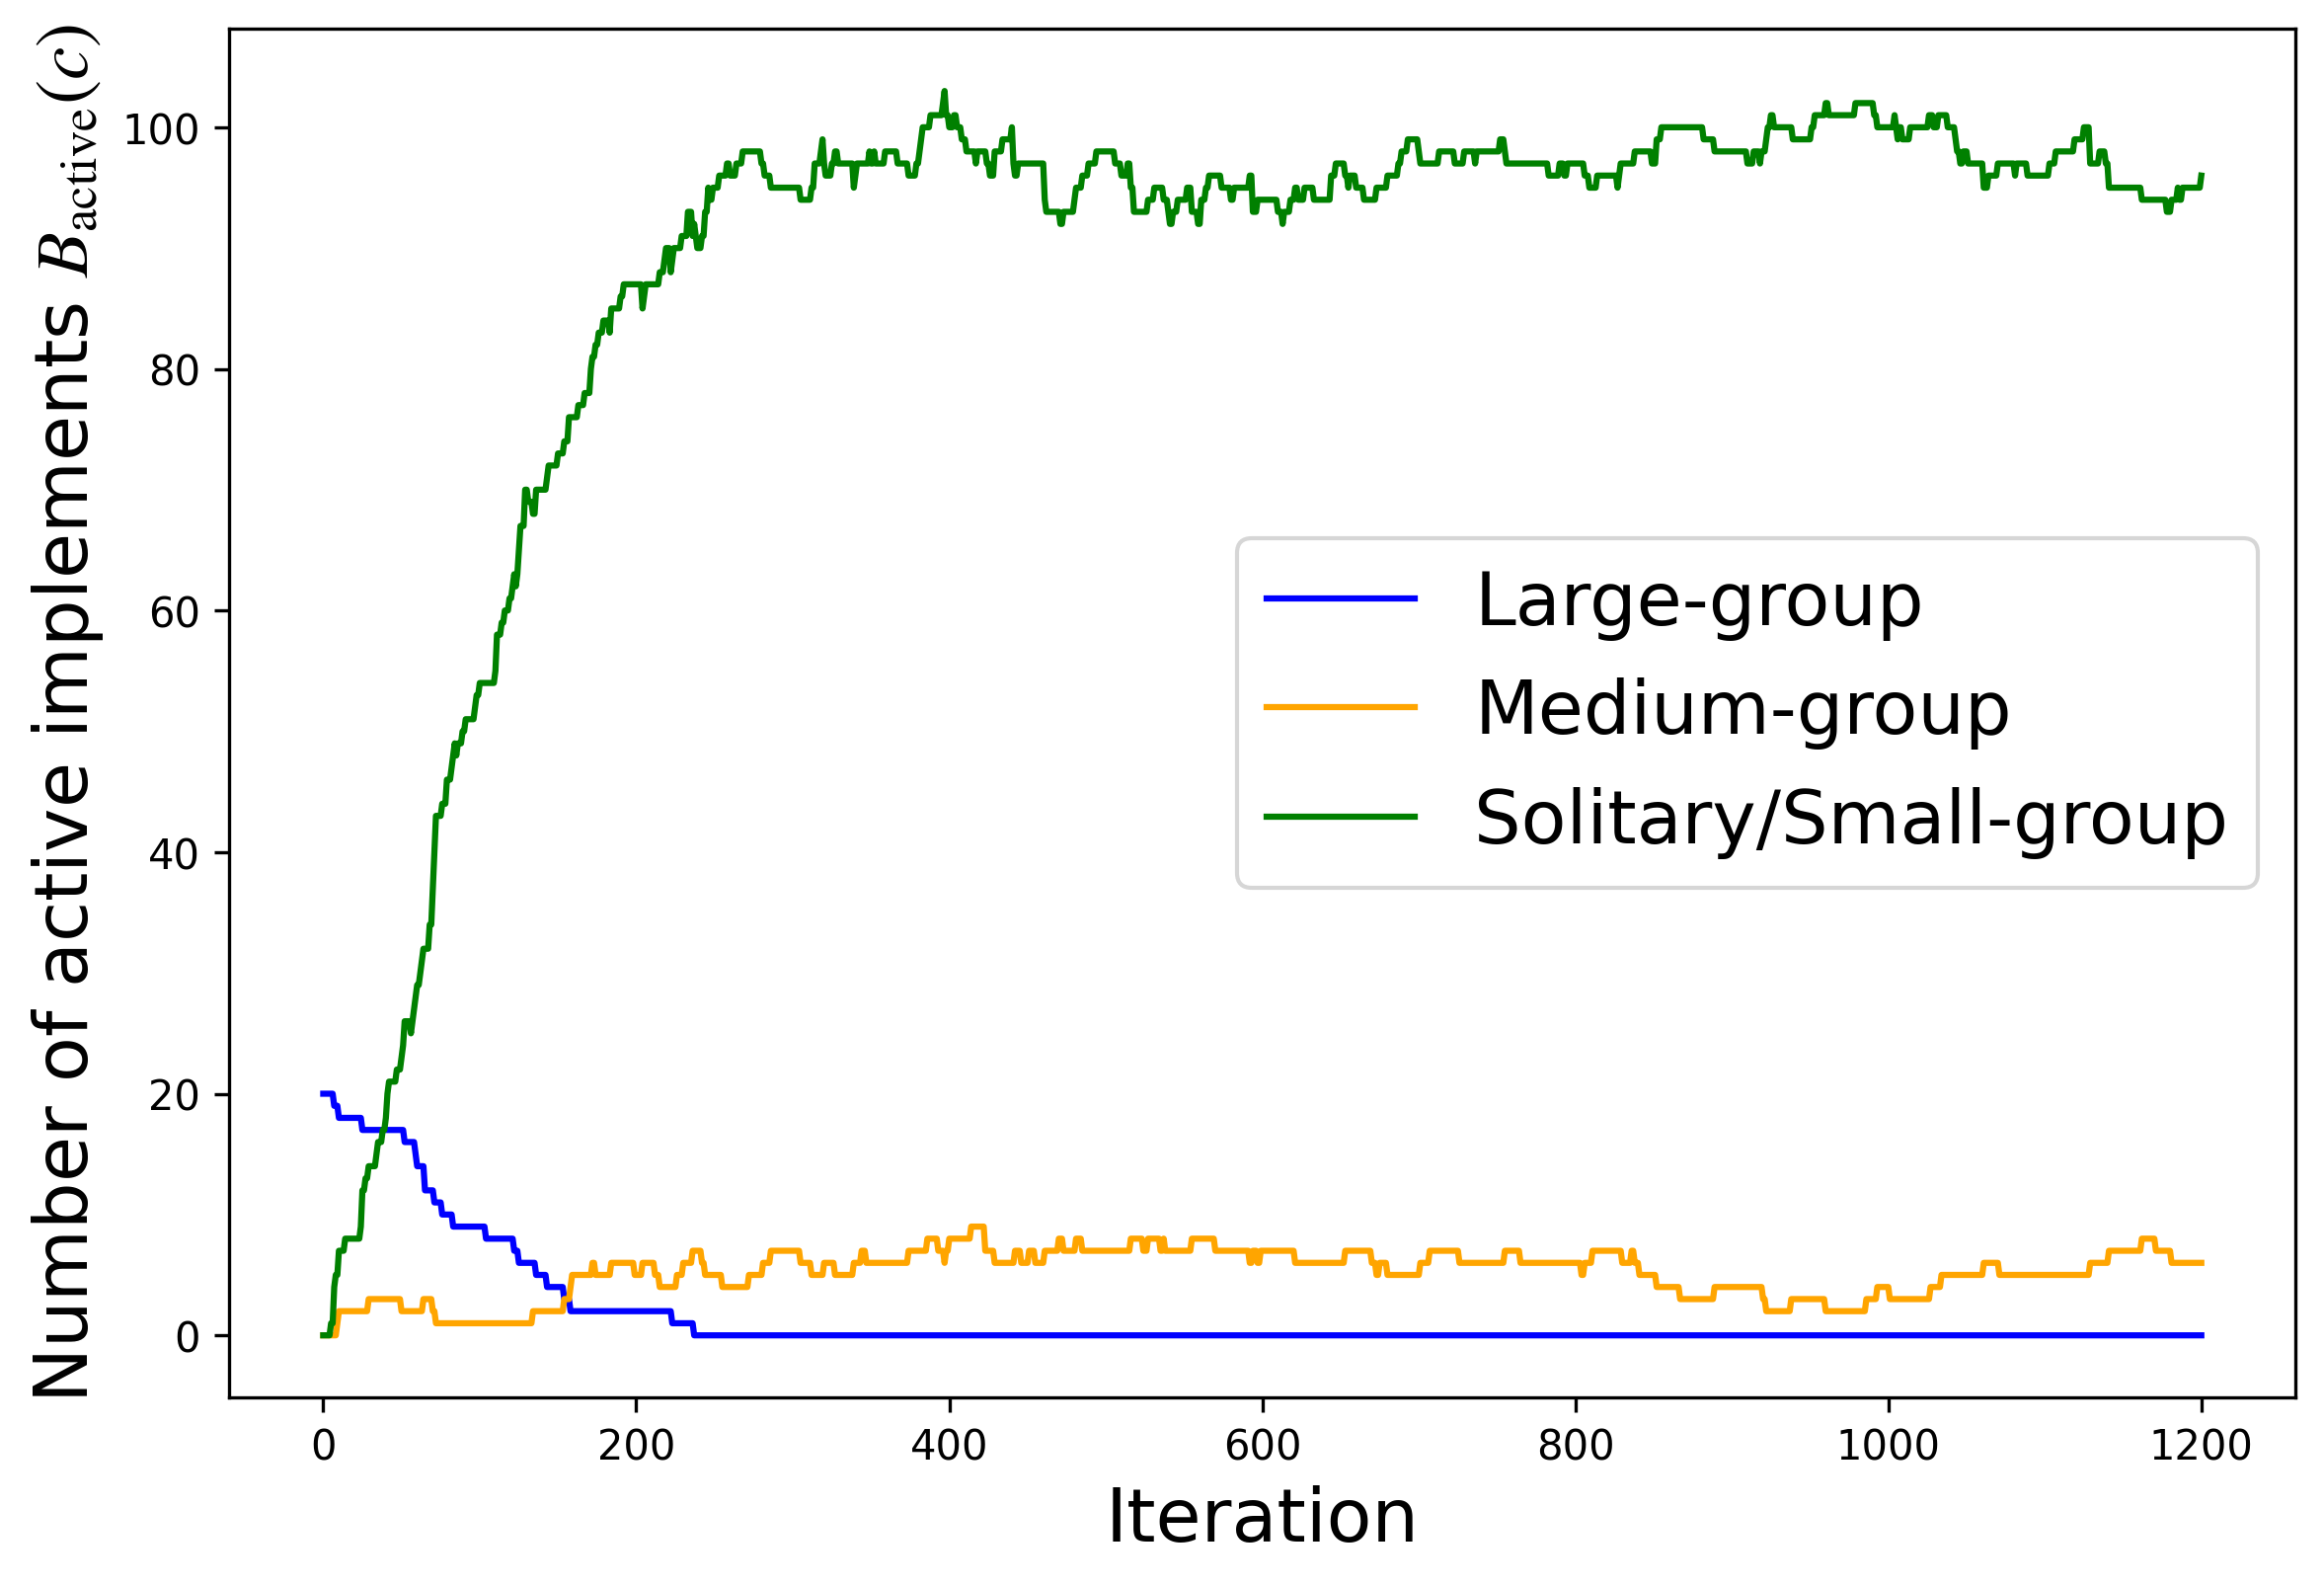 Number of active implements B_active(c)
100
80
60
40
20
0
Large-group
Medium-group
Solitary/Small-group
0 200 400 600 800 1000 1200
Iteration